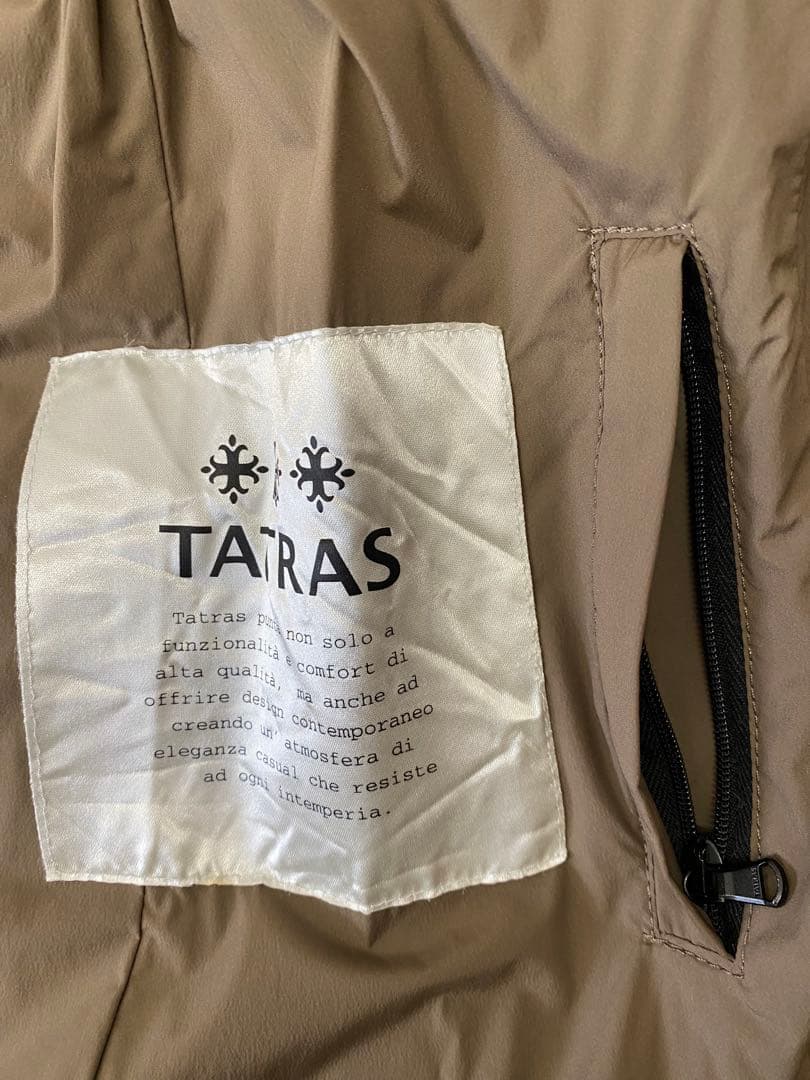 TATRAS
Tatras punta non solo a
funzionalità e comfort di
alta qualità, ma anche ad
offrire design contemporaneo
creando un' atmosfera di
eleganza casual che resiste
ad ogni intemperia.
TATRAS